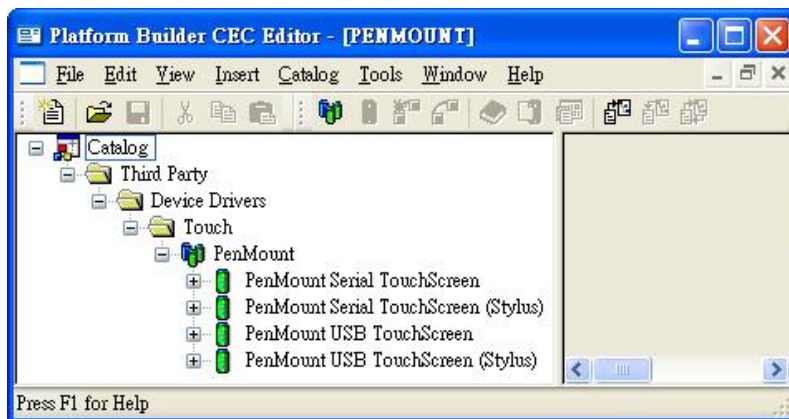 Platform Builder CEC Editor - [PENMOUNT]
File Edit View Insert Catalog Tools Window Help
Catalog
Third Party
Device Drivers
Touch
PenMount
PenMount Serial TouchScreen
PenMount Serial TouchScreen (Stylus)
PenMount USB TouchScreen
PenMount USB TouchScreen (Stylus)
Press F1 for Help